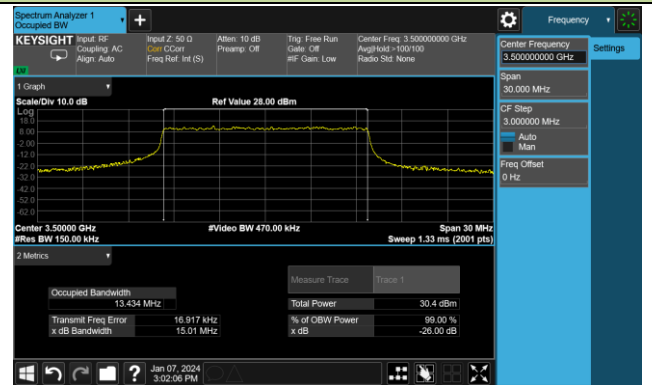 Spectrum Analyzer 1
Occupied BW
Frequency
KEYSIGHT
Input: RF
Coupling: AC
Align: Auto
Input Z: 50 Ω
Corr CCorr
Freq Ref: Int (S)
Atten: 10 dB
Preamp: Off
Trig: Free Run
Gate: Off
#IF Gain: Low
Center Freq: 3.500000000 GHz
Avg|Hold:>100/100
Radio Std: None
Center Frequency
3.500000000 GHz
Settings
Span
30.000 MHz
CF Step
3.000000 MHz
Auto
Man
Freq Offset
0 Hz
1 Graph
Scale/Div 10.0 dB
Ref Value 28.00 dBm
Log
18.0
8.00
-2.00
-12.0
-22.0
-32.0
-42.0
-52.0
-62.0
Center 3.50000 GHz
#Video BW 470.00 kHz
Span 30 MHz
#Res BW 150.00 kHz
Sweep 1.33 ms (2001 pts)
2 Metrics
Measure Trace
Trace 1
Occupied Bandwidth
13.434 MHz
Total Power
30.4 dBm
Transmit Freq Error
16.917 kHz
% of OBW Power
99.00 %
x dB Bandwidth
15.01 MHz
x dB
-26.00 dB
Jan 07, 2024
3:02:06 PM